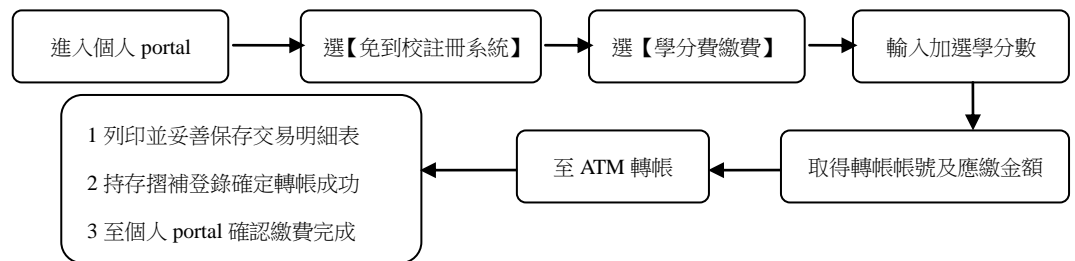 進入個人 portal
選【免到校註冊系統】
選【學分費繳費】
輸入加選學分數
取得轉帳帳號及應繳金額
至 ATM 轉帳
1 列印並妥善保存交易明細表
2 持存摺補登錄確定轉帳成功
3 至個人 portal 確認繳費完成